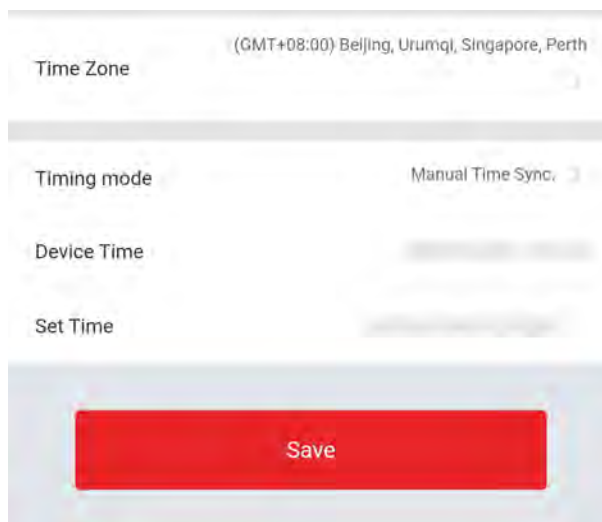 (GMT+08:00) Beijing, Urumqi, Singapore, Perth
Time Zone
Timing mode
Manual Time Sync.
Device Time
Set Time
Save